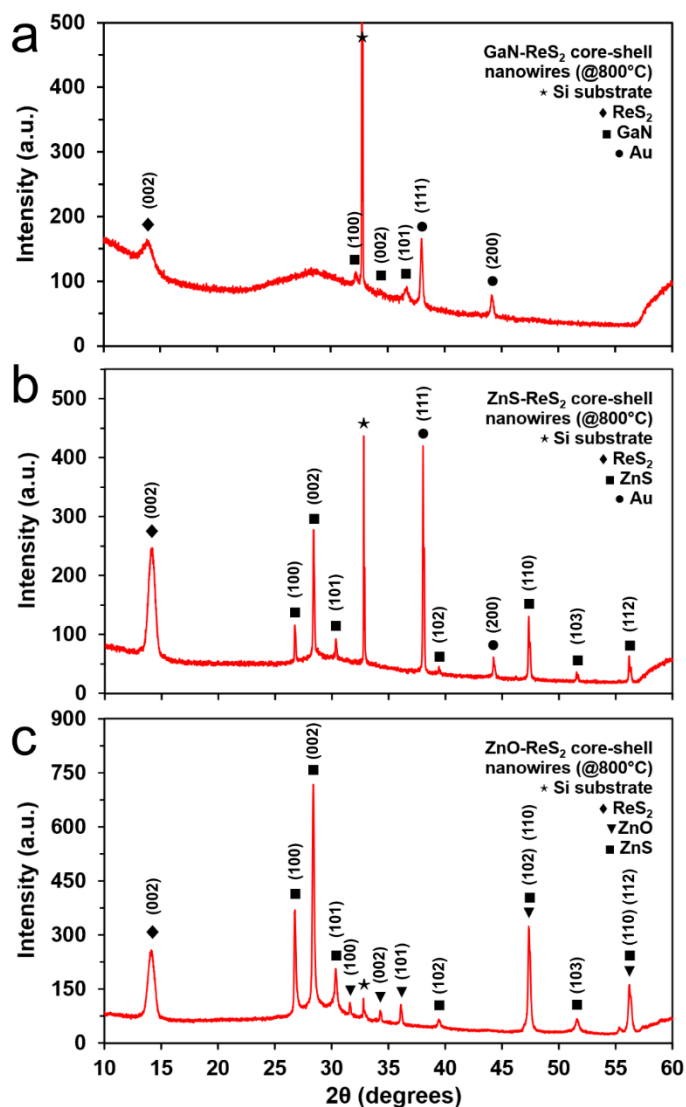 a
GaN-ReS₂ core-shell
nanowires (@800°C)
★ Si substrate
◆ ReS₂
■ GaN
● Au
Intensity (a.u.)
500
400
300
200
100
0
(002)
(100)
(002)
(101)
(111)
(200)
b
ZnS-ReS₂ core-shell
nanowires (@800°C)
★ Si substrate
◆ ReS₂
■ ZnS
● Au
Intensity (a.u.)
500
400
300
200
100
0
(002)
(100)
(002)
(101)
(111)
(102)
(200)
(110)
(103)
(112)
c
ZnO-ReS₂ core-shell
nanowires (@800°C)
★ Si substrate
◆ ReS₂
▼ ZnO
■ ZnS
Intensity (a.u.)
900
750
600
450
300
150
0
(002)
(100)
(002)
(101)
(100)
(002)
(101)
(102)
(102) (110)
(103)
(110) (112)
10 15 20 25 30 35 40 45 50 55 60
2θ (degrees)